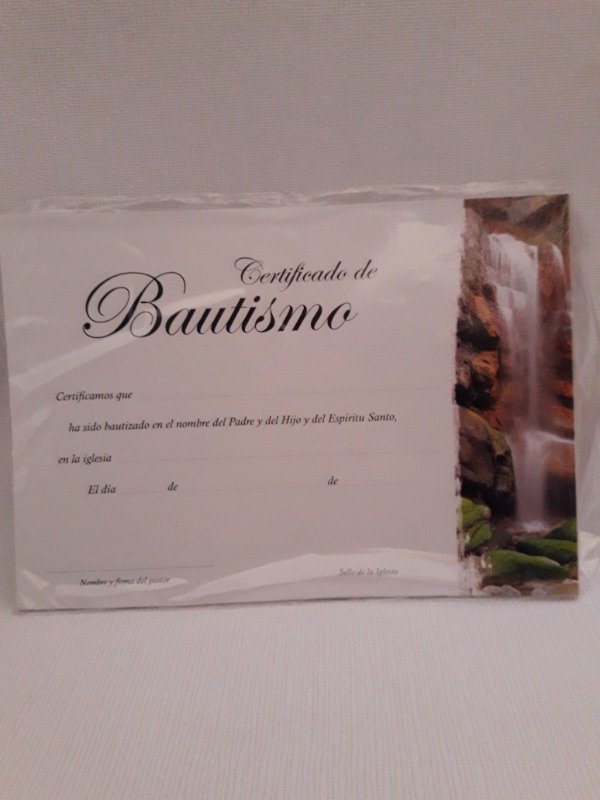 Certificado de
Bautismo
Certificamos que
ha sido bautizado en el nombre del Padre y del Hijo y del Espíritu Santo,
en la iglesia
El día de de
Nombre y firma del pastor Sello de la Iglesia